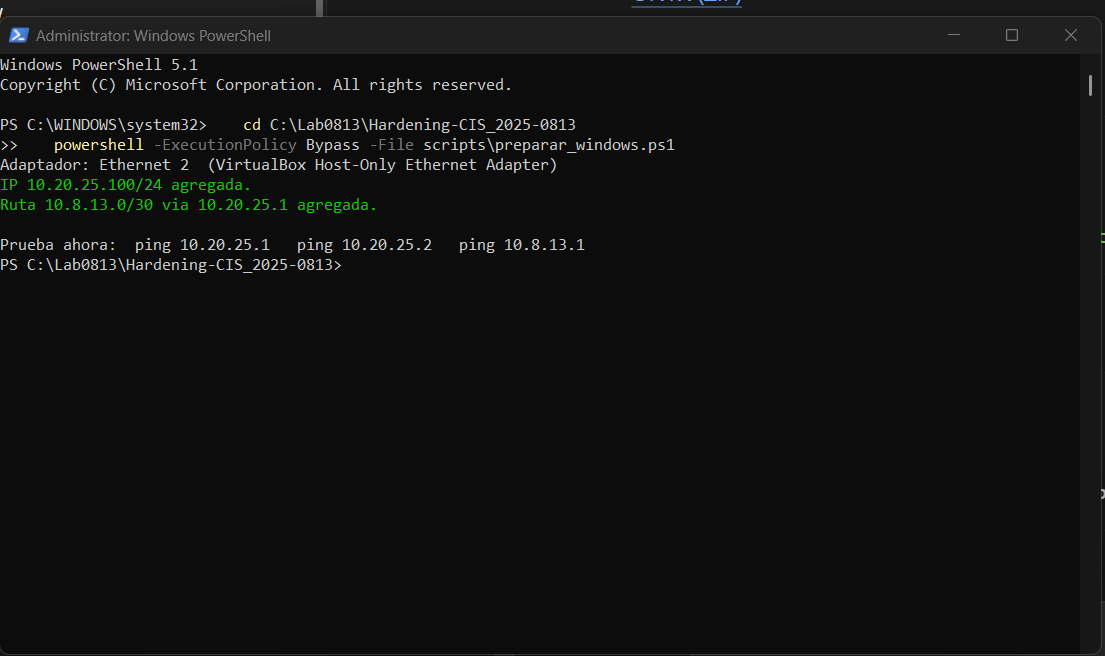 Administrator: Windows PowerShell
Windows PowerShell 5.1
Copyright (C) Microsoft Corporation. All rights reserved.
PS C:\WINDOWS\system32>    cd C:\Lab0813\Hardening-CIS_2025-0813
>>    powershell -ExecutionPolicy Bypass -File scripts\preparar_windows.ps1
Adaptador: Ethernet 2  (VirtualBox Host-Only Ethernet Adapter)
IP 10.20.25.100/24 agregada.
Ruta 10.8.13.0/30 via 10.20.25.1 agregada.
Prueba ahora:  ping 10.20.25.1   ping 10.20.25.2   ping 10.8.13.1
PS C:\Lab0813\Hardening-CIS_2025-0813>